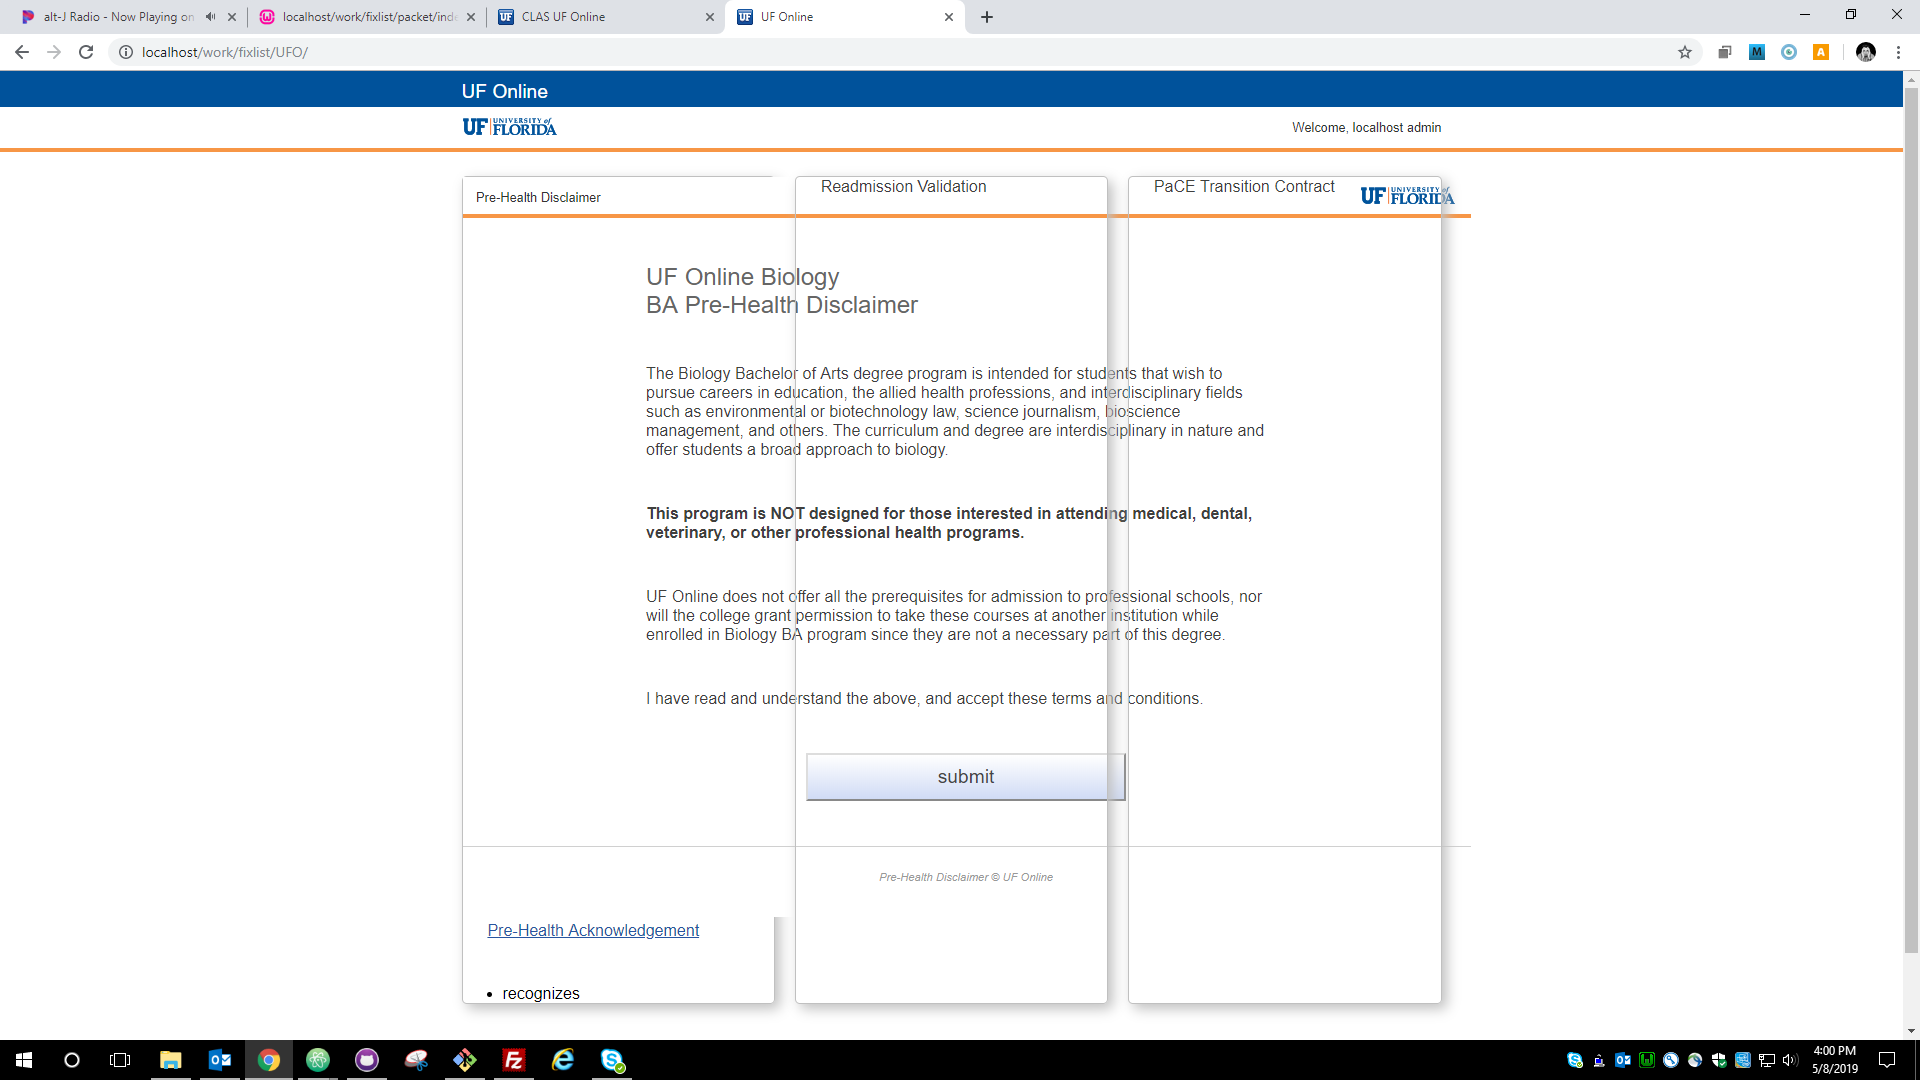 alt-J Radio - Now Playing on
localhost/work/fixlist/packet/inde
CLAS UF Online
UF Online
localhost/work/fixlist/UFO/
UF Online
UF UNIVERSITY of FLORIDA
Welcome, localhost admin
Pre-Health Disclaimer
Readmission Validation
PaCE Transition Contract
UF UNIVERSITY of FLORIDA
UF Online Biology
BA Pre-Health Disclaimer
The Biology Bachelor of Arts degree program is intended for students that wish to
pursue careers in education, the allied health professions, and interdisciplinary fields
such as environmental or biotechnology law, science journalism, bioscience
management, and others. The curriculum and degree are interdisciplinary in nature and
offer students a broad approach to biology.
This program is NOT designed for those interested in attending medical, dental,
veterinary, or other professional health programs.
UF Online does not offer all the prerequisites for admission to professional schools, nor
will the college grant permission to take these courses at another institution while
enrolled in Biology BA program since they are not a necessary part of this degree.
I have read and understand the above, and accept these terms and conditions.
submit
Pre-Health Disclaimer © UF Online
Pre-Health Acknowledgement
• recognizes
4:00 PM
5/8/2019